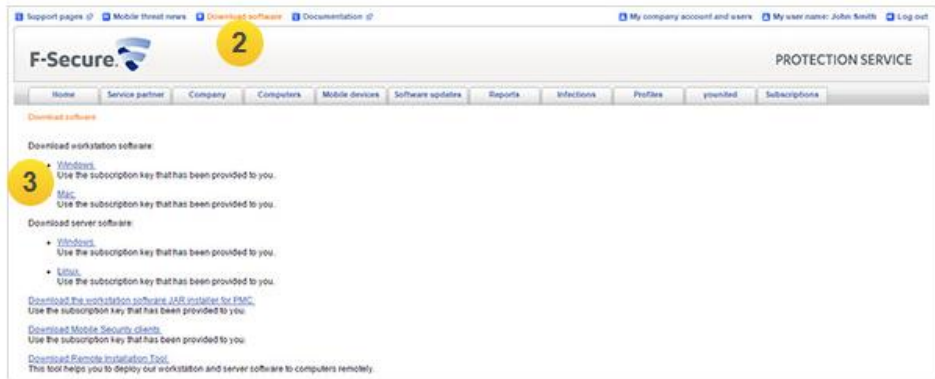 Support pages Mobile threat news Download software Documentation My company account and users My user name: John Smith Log out
2
F-Secure. PROTECTION SERVICE
Home Service partner Company Computers Mobile devices Software updates Reports Infections Profiles younited Subscriptions
Download software
Download workstation software:
• Windows.
Use the subscription key that has been provided to you.
3
Mac.
Use the subscription key that has been provided to you.
Download server software:
• Windows.
Use the subscription key that has been provided to you.
• Linux.
Use the subscription key that has been provided to you.
Download the workstation software JAR installer for PMC.
Use the subscription key that has been provided to you.
Download Mobile Security clients.
Use the subscription key that has been provided to you.
Download Remote Installation Tool.
This tool helps you to deploy our workstation and server software to computers remotely.